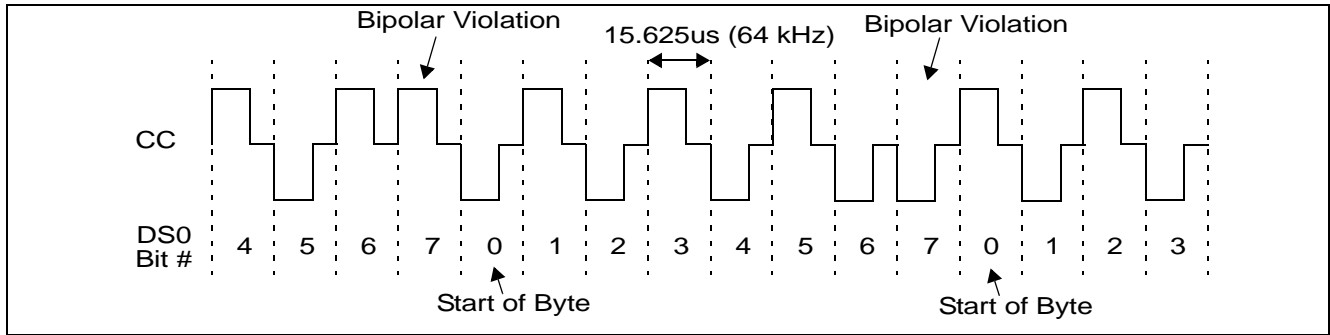 Bipolar Violation
15.625us (64 kHz)
Bipolar Violation
CC
DS0
Bit #
4 5 6 7 0 1 2 3 4 5 6 7 0 1 2 3
Start of Byte
Start of Byte